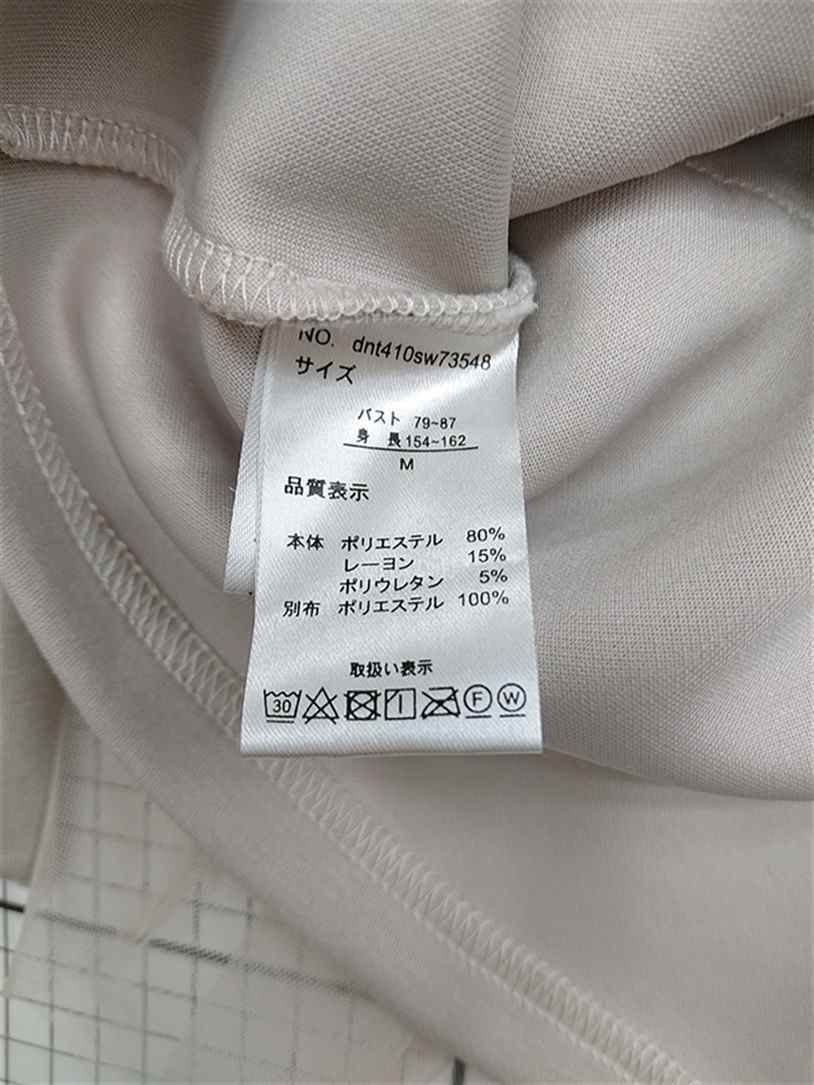 NO. dnt410sw73548
サイズ
バスト 79~87
身 長 154~162
M
品質表示
本体 ポリエステル 80%
レーヨン 15%
ポリウレタン 5%
別布 ポリエステル 100%
取扱い表示
30 F W